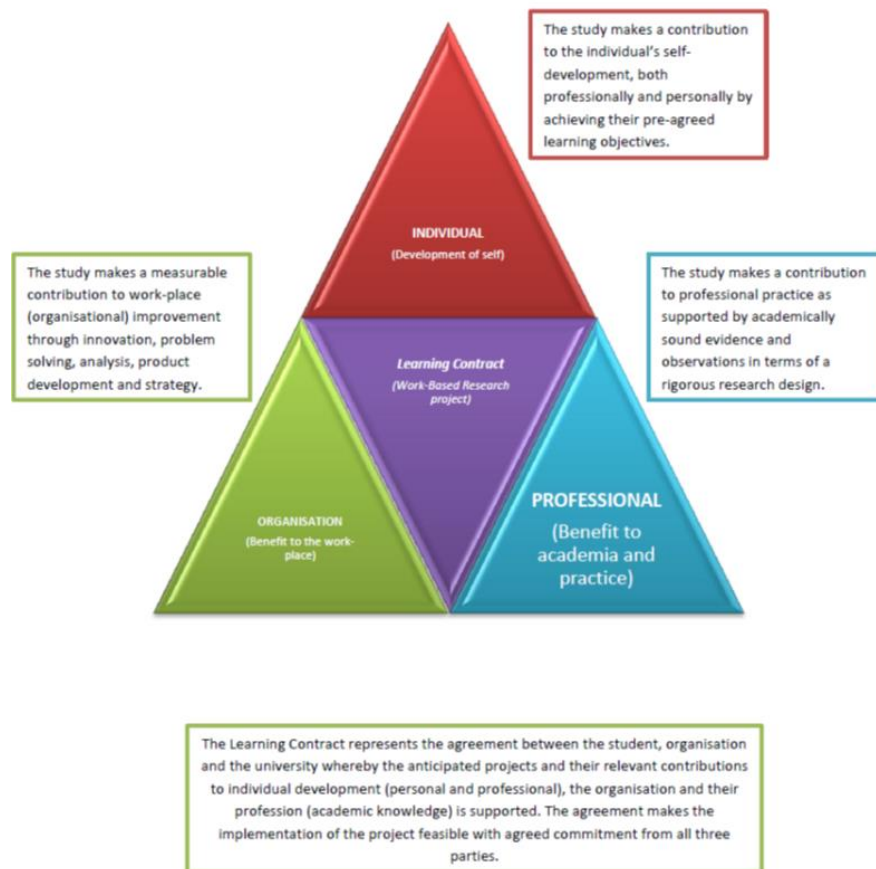 The study makes a contribution
to the individual's self-
development, both
professionally and personally by
achieving their pre-agreed
learning objectives.
INDIVIDUAL
(Development of self)
The study makes a measurable
contribution to work-place
(organisational) improvement
through innovation, problem
solving, analysis, product
development and strategy.
The study makes a contribution
to professional practice as
supported by academically
sound evidence and
observations in terms of a
rigorous research design.
Learning Contract
(Work-Based Research
project)
ORGANISATION
(Benefit to the work-
place)
PROFESSIONAL
(Benefit to
academia and
practice)
The Learning Contract represents the agreement between the student, organisation
and the university whereby the anticipated projects and their relevant contributions
to individual development (personal and professional), the organisation and their
profession (academic knowledge) is supported. The agreement makes the
implementation of the project feasible with agreed commitment from all three
parties.